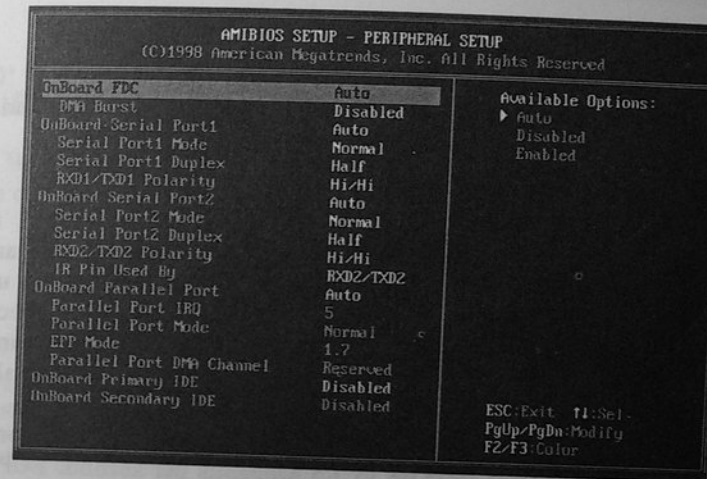 AMIBIOS SETUP - PERIPHERAL SETUP
(C)1998 American Megatrends, Inc. All Rights Reserved
OnBoard FDC Auto
DMA Burst Disabled
OnBoard Serial Port1 Auto
Serial Port1 Mode Normal
Serial Port1 Duplex Half
RXD1/TXD1 Polarity Hi/Hi
OnBoard Serial Port2 Auto
Serial Port2 Mode Normal
Serial Port2 Duplex Half
RXD2/TXD2 Polarity Hi/Hi
IR Pin Used By RXD2/TXD2
OnBoard Parallel Port Auto
Parallel Port IRQ 5
Parallel Port Mode Normal
EPP Mode 1.7
Parallel Port DMA Channel Reserved
OnBoard Primary IDE Disabled
OnBoard Secondary IDE Disabled
Available Options:
▶ Auto
Disabled
Enabled
ESC:Exit ↑↓:Sel
PgUp/PgDn:Modify
F2/F3:Color